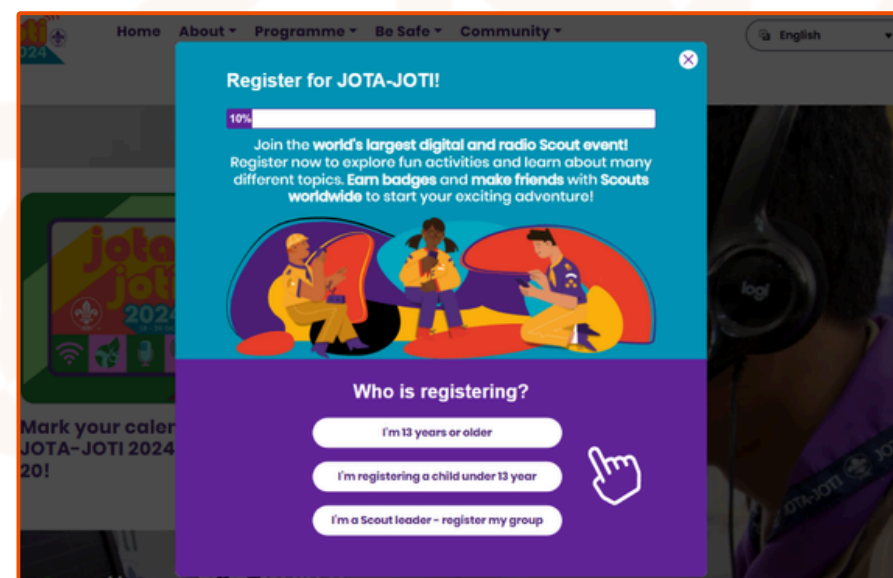 2024
Home About Programme Be Safe Community
English
Register for JOTA-JOTI!
10%
Join the world's largest digital and radio Scout event!
Register now to explore fun activities and learn about many
different topics. Earn badges and make friends with Scouts
worldwide to start your exciting adventure!
jota
joti
2024
logi
Who is registering?
I'm 13 years or older
I'm registering a child under 13 year
I'm a Scout leader - register my group
Mark your
JOTA-JOTI 2024
20!
JOTA-JOTI